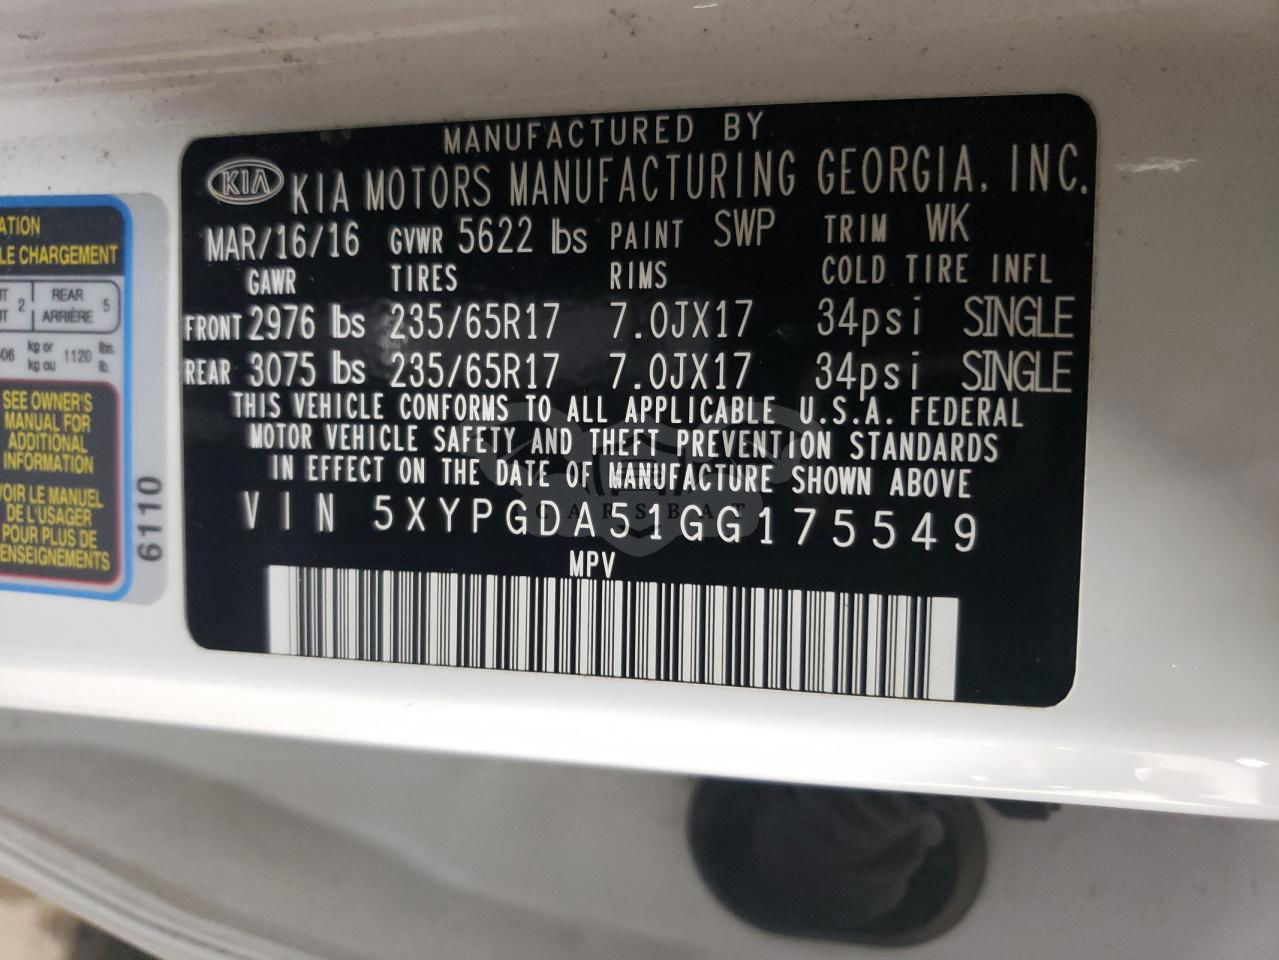 MANUFACTURED BY
KIA KIA MOTORS MANUFACTURING GEORGIA, INC.
MAR/16/16 GVWR 5622 lbs PAINT SWP TRIM WK
GAWR TIRES RIMS COLD TIRE INFL
FRONT 2976 lbs 235/65R17 7.0JX17 34psi SINGLE
REAR 3075 lbs 235/65R17 7.0JX17 34psi SINGLE
THIS VEHICLE CONFORMS TO ALL APPLICABLE U.S.A. FEDERAL
MOTOR VEHICLE SAFETY AND THEFT PREVENTION STANDARDS
IN EFFECT ON THE DATE OF MANUFACTURE SHOWN ABOVE
VIN 5XYPGDA51GG175549
MPV
CARSBAT
LE CHARGEMENT
2 REAR 5
ARRIÈRE
kg or 1120 lbs.
kg ou lb.
SEE OWNER'S
MANUAL FOR
ADDITIONAL
INFORMATION
VOIR LE MANUEL
DE L'USAGER
POUR PLUS DE
RENSEIGNEMENTS
6110